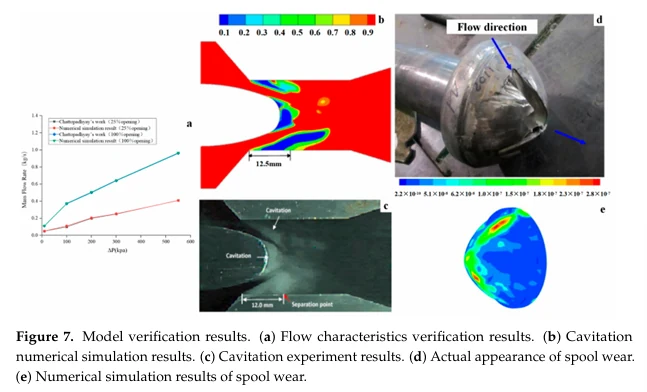 b
0.1 0.2 0.3 0.4 0.5 0.6 0.7 0.8 0.9
12.5mm
a
Chattopadhyay's work (25%opening)
Numerical simulation result (25%opening)
Chattopadhyay's work (100%opening)
Numerical simulation result (100%opening)
Mass Flow Rate (kg/s)
1.6
1.4
1.2
1.0
0.8
0.6
0.4
0.2
0.0
0 100 200 300 400 500 600
ΔP(kpa)
c
Cavitation
Cavitation
12.0 mm
Separation point
d
Flow direction
e
Figure 7. Model verification results. (a) Flow characteristics verification results. (b) Cavitation
numerical simulation results. (c) Cavitation experiment results. (d) Actual appearance of spool wear.
(e) Numerical simulation results of spool wear.